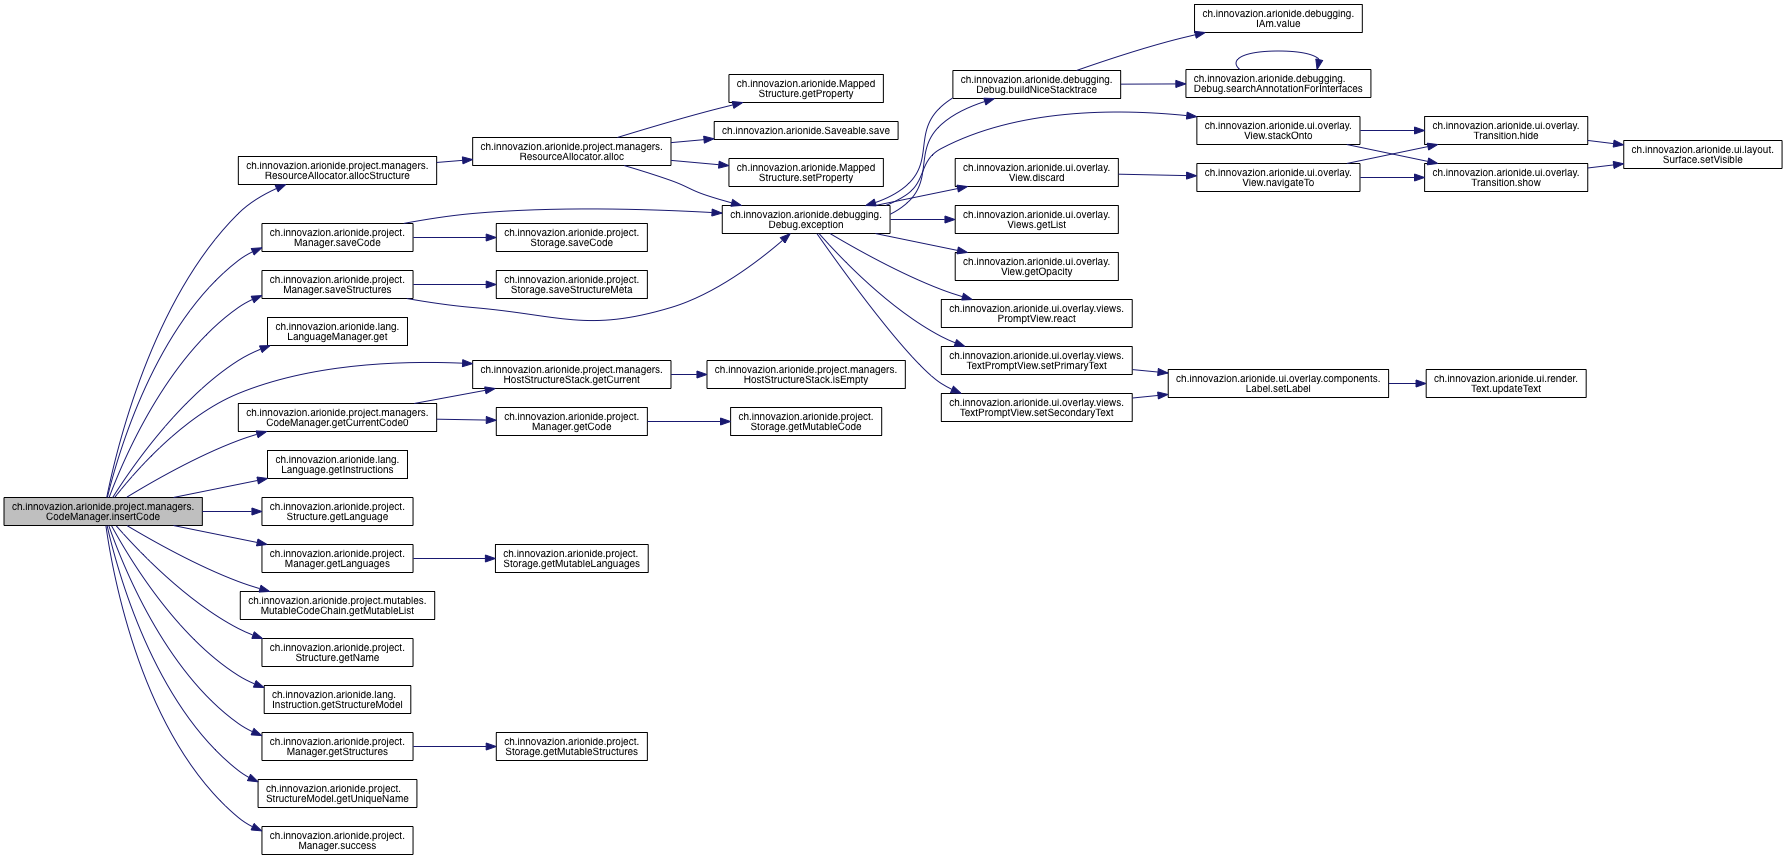 ch.innovazion.arionide.project.managers.
CodeManager.insertCode
ch.innovazion.arionide.project.managers.
ResourceAllocator.allocStructure
ch.innovazion.arionide.project.
Manager.saveCode
ch.innovazion.arionide.project.
Manager.saveStructures
ch.innovazion.arionide.lang.
LanguageManager.get
ch.innovazion.arionide.project.managers.
CodeManager.getCurrentCode0
ch.innovazion.arionide.lang.
Language.getInstructions
ch.innovazion.arionide.project.
Structure.getLanguage
ch.innovazion.arionide.project.
Manager.getLanguages
ch.innovazion.arionide.project.mutables.
MutableCodeChain.getMutableList
ch.innovazion.arionide.project.
Structure.getName
ch.innovazion.arionide.lang.
Instruction.getStructureModel
ch.innovazion.arionide.project.
Manager.getStructures
ch.innovazion.arionide.project.
StructureModel.getUniqueName
ch.innovazion.arionide.project.
Manager.success
ch.innovazion.arionide.project.managers.
ResourceAllocator.alloc
ch.innovazion.arionide.project.
Storage.saveCode
ch.innovazion.arionide.project.
Storage.saveStructureMeta
ch.innovazion.arionide.project.managers.
HostStructureStack.getCurrent
ch.innovazion.arionide.project.
Manager.getCode
ch.innovazion.arionide.project.
Storage.getMutableLanguages
ch.innovazion.arionide.project.
Storage.getMutableStructures
ch.innovazion.arionide.Mapped
Structure.getProperty
ch.innovazion.arionide.Saveable.save
ch.innovazion.arionide.Mapped
Structure.setProperty
ch.innovazion.arionide.debugging.
Debug.exception
ch.innovazion.arionide.project.managers.
HostStructureStack.isEmpty
ch.innovazion.arionide.project.
Storage.getMutableCode
ch.innovazion.arionide.debugging.
Debug.buildNiceStacktrace
ch.innovazion.arionide.ui.overlay.
View.discard
ch.innovazion.arionide.ui.overlay.
Views.getList
ch.innovazion.arionide.ui.overlay.
View.getOpacity
ch.innovazion.arionide.ui.overlay.views.
PromptView.react
ch.innovazion.arionide.ui.overlay.views.
TextPromptView.setPrimaryText
ch.innovazion.arionide.ui.overlay.views.
TextPromptView.setSecondaryText
ch.innovazion.arionide.debugging.
IAm.value
ch.innovazion.arionide.debugging.
Debug.searchAnnotationForInterfaces
ch.innovazion.arionide.ui.overlay.
View.stackOnto
ch.innovazion.arionide.ui.overlay.
View.navigateTo
ch.innovazion.arionide.ui.overlay.components.
Label.setLabel
ch.innovazion.arionide.ui.overlay.
Transition.hide
ch.innovazion.arionide.ui.overlay.
Transition.show
ch.innovazion.arionide.ui.render.
Text.updateText
ch.innovazion.arionide.ui.layout.
Surface.setVisible